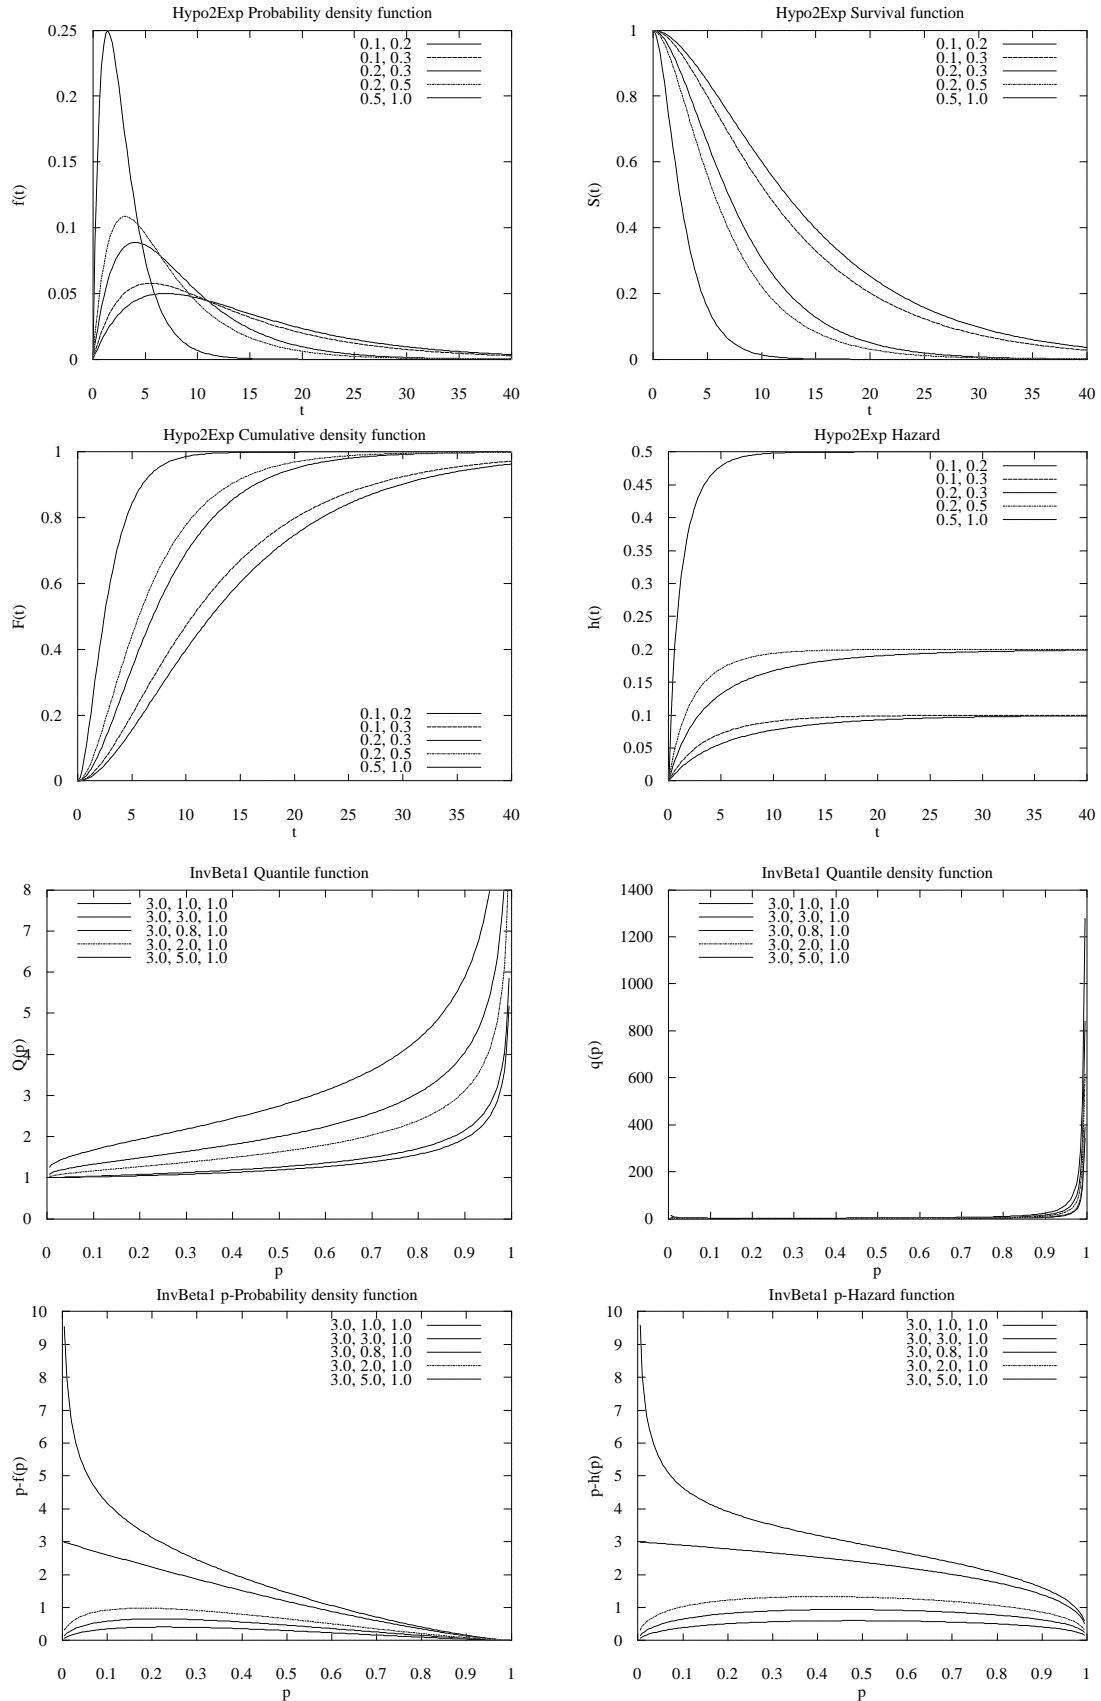 Hypo2Exp Probability density function
0.25
0.2
0.15
0.1
0.05
0
f(t)
0.1, 0.2
0.1, 0.3
0.2, 0.3
0.2, 0.5
0.5, 1.0
0 5 10 15 20 25 30 35 40
t
Hypo2Exp Survival function
1
0.8
0.6
0.4
0.2
0
S(t)
0.1, 0.2
0.1, 0.3
0.2, 0.3
0.2, 0.5
0.5, 1.0
0 5 10 15 20 25 30 35 40
t
Hypo2Exp Cumulative density function
1
0.8
0.6
0.4
0.2
0
F(t)
0.1, 0.2
0.1, 0.3
0.2, 0.3
0.2, 0.5
0.5, 1.0
0 5 10 15 20 25 30 35 40
t
Hypo2Exp Hazard
0.5
0.45
0.4
0.35
0.3
0.25
0.2
0.15
0.1
0.05
0
h(t)
0.1, 0.2
0.1, 0.3
0.2, 0.3
0.2, 0.5
0.5, 1.0
0 5 10 15 20 25 30 35 40
t
InvBeta1 Quantile function
8
7
6
5
4
3
2
1
0
Q(p)
3.0, 1.0, 1.0
3.0, 3.0, 1.0
3.0, 0.8, 1.0
3.0, 2.0, 1.0
3.0, 5.0, 1.0
0 0.1 0.2 0.3 0.4 0.5 0.6 0.7 0.8 0.9 1
p
InvBeta1 Quantile density function
1400
1200
1000
800
600
400
200
0
q(p)
3.0, 1.0, 1.0
3.0, 3.0, 1.0
3.0, 0.8, 1.0
3.0, 2.0, 1.0
3.0, 5.0, 1.0
0 0.1 0.2 0.3 0.4 0.5 0.6 0.7 0.8 0.9 1
p
InvBeta1 p-Probability density function
10
9
8
7
6
5
4
3
2
1
0
p-f(p)
3.0, 1.0, 1.0
3.0, 3.0, 1.0
3.0, 0.8, 1.0
3.0, 2.0, 1.0
3.0, 5.0, 1.0
0 0.1 0.2 0.3 0.4 0.5 0.6 0.7 0.8 0.9 1
p
InvBeta1 p-Hazard function
10
9
8
7
6
5
4
3
2
1
0
p-h(p)
3.0, 1.0, 1.0
3.0, 3.0, 1.0
3.0, 0.8, 1.0
3.0, 2.0, 1.0
3.0, 5.0, 1.0
0 0.1 0.2 0.3 0.4 0.5 0.6 0.7 0.8 0.9 1
p